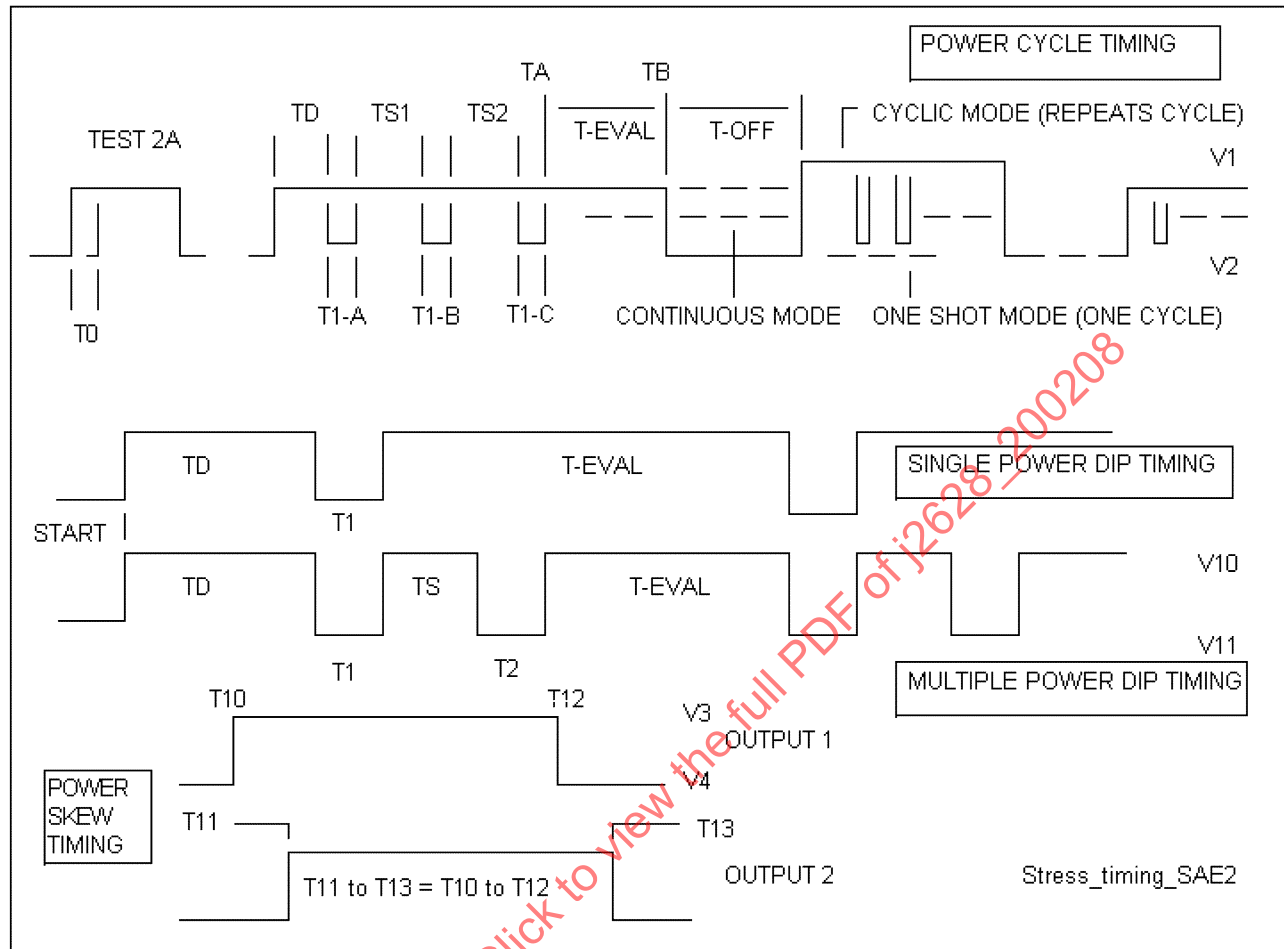 POWER CYCLE TIMING
TA
TB
TD
TS1
TS2
T-EVAL
T-OFF
CYCLIC MODE (REPEATS CYCLE)
TEST 2A
V1
V2
T0
T1-A
T1-B
T1-C
CONTINUOUS MODE
ONE SHOT MODE (ONE CYCLE)
TD
T-EVAL
SINGLE POWER DIP TIMING
T1
START
TD
TS
T-EVAL
V10
T1
T2
V11
MULTIPLE POWER DIP TIMING
T10
T12
V3
OUTPUT 1
V4
POWER
SKEW
TIMING
T11
T13
T11 to T13 = T10 to T12
OUTPUT 2
Stress_timing_SAE2
Click to view the full PDF of j2628_200208